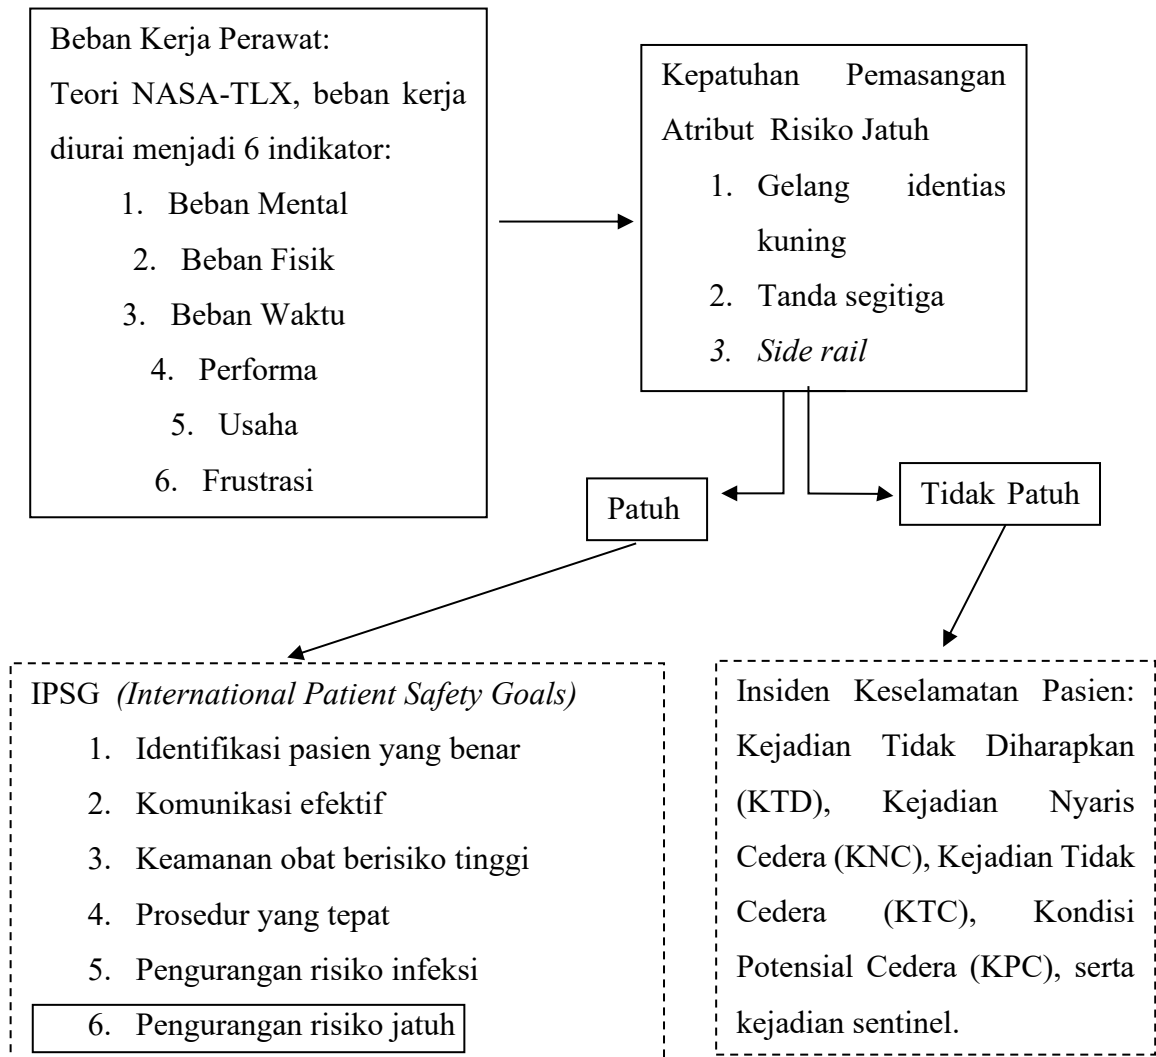 Beban Kerja Perawat:
Teori NASA-TLX, beban kerja
diurai menjadi 6 indikator:
1. Beban Mental
2. Beban Fisik
3. Beban Waktu
4. Performa
5. Usaha
6. Frustrasi
Kepatuhan Pemasangan
Atribut Risiko Jatuh
1. Gelang identias
kuning
2. Tanda segitiga
3. Side rail
Patuh
Tidak Patuh
IPSG (International Patient Safety Goals)
1. Identifikasi pasien yang benar
2. Komunikasi efektif
3. Keamanan obat berisiko tinggi
4. Prosedur yang tepat
5. Pengurangan risiko infeksi
6. Pengurangan risiko jatuh
Insiden Keselamatan Pasien:
Kejadian Tidak Diharapkan
(KTD), Kejadian Nyaris
Cedera (KNC), Kejadian Tidak
Cedera (KTC), Kondisi
Potensial Cedera (KPC), serta
kejadian sentinel.